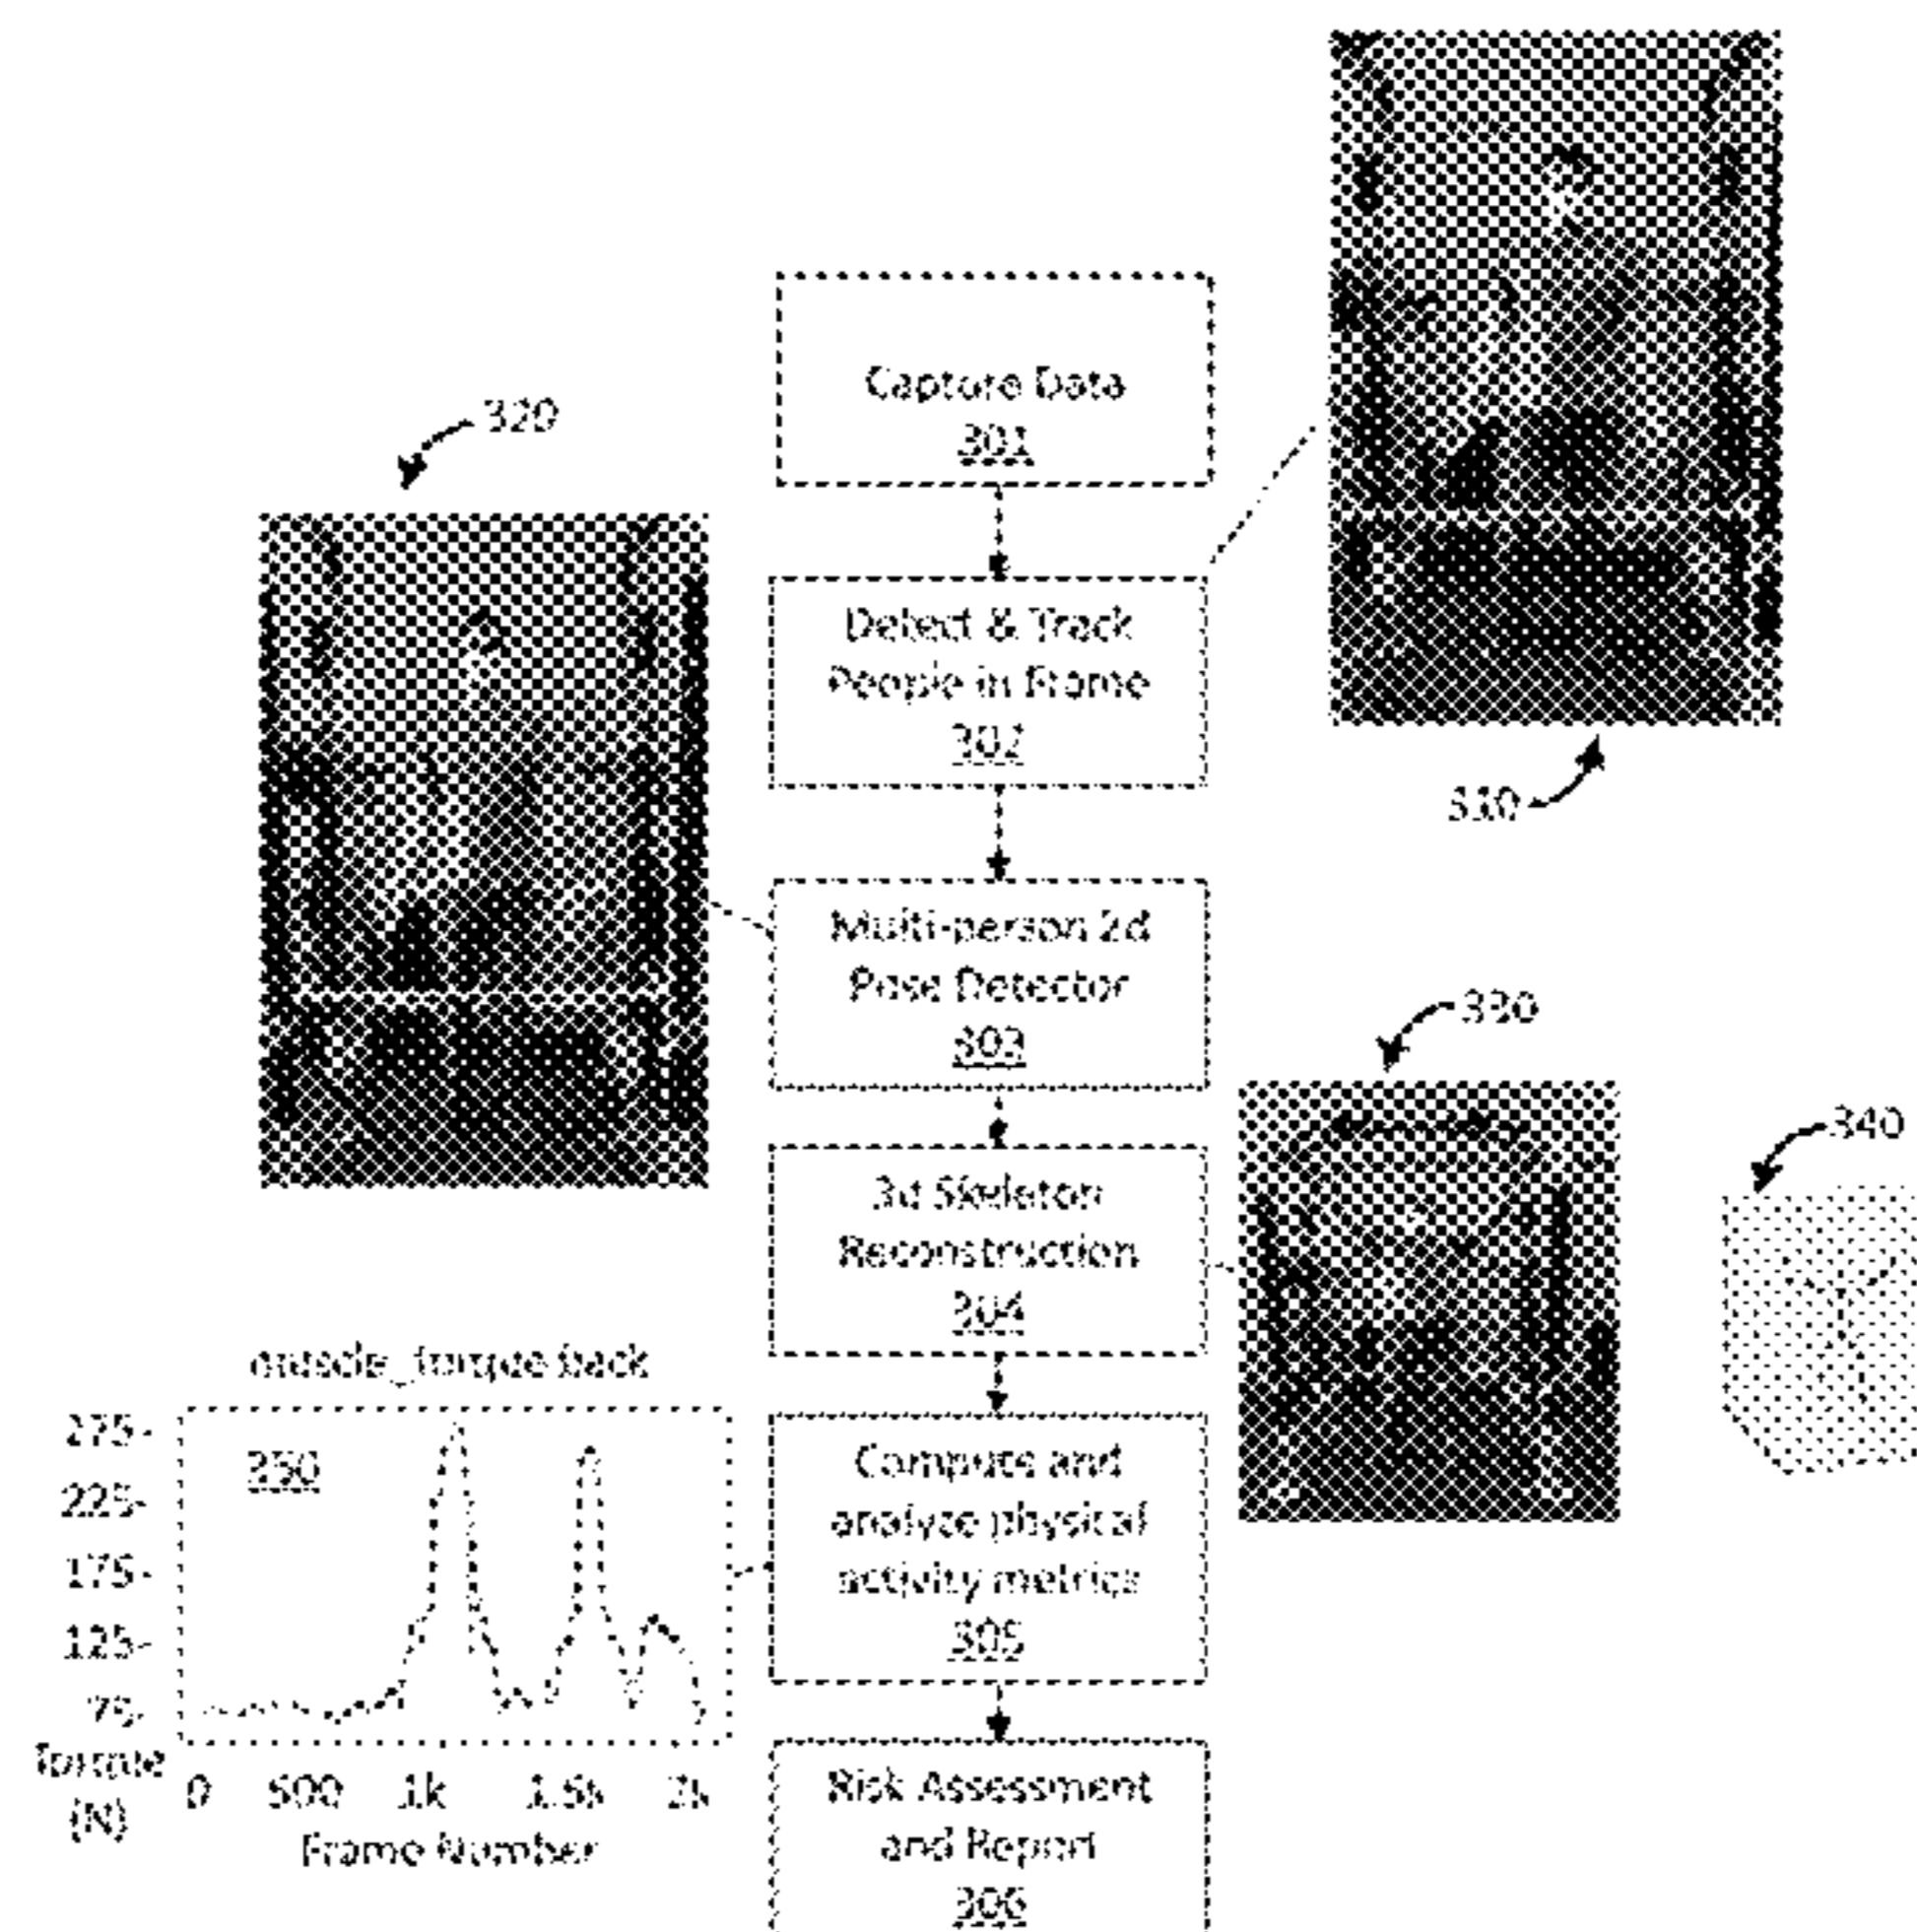 Capture Data
301
320
Detect & Track
People in Frame
302
310
Multi-person 2d
Pose Detector
303
330
340
3d Skeleton
Reconstruction
304
muscle_torque back
275
225
175
125
75
Torque
(N)
350
0 500 1k 1.5k 2k
Frame Number
Compute and
analyze physical
activity metrics
305
Risk Assessment
and Report
306